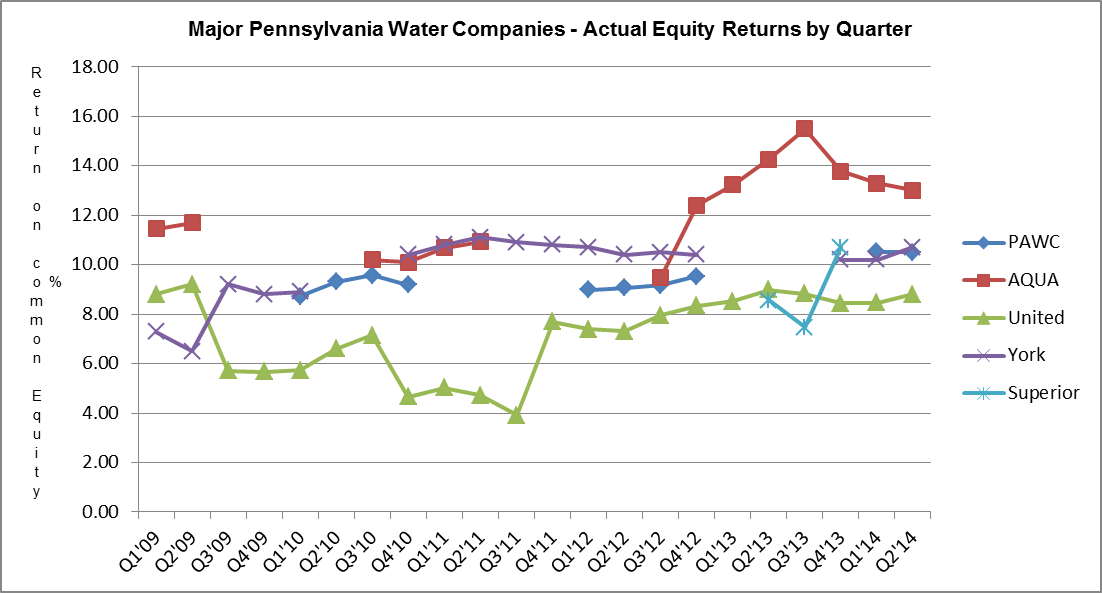 Major Pennsylvania Water Companies - Actual Equity Returns by Quarter
Return on common Equity
%
18.00
16.00
14.00
12.00
10.00
8.00
6.00
4.00
2.00
0.00
Q1'09 Q2'09 Q3'09 Q4'09 Q1'10 Q2'10 Q3'10 Q4'10 Q1'11 Q2'11 Q3'11 Q4'11 Q1'12 Q2'12 Q3'12 Q4'12 Q1'13 Q2'13 Q3'13 Q4'13 Q1'14 Q2'14
PAWC
AQUA
United
York
Superior